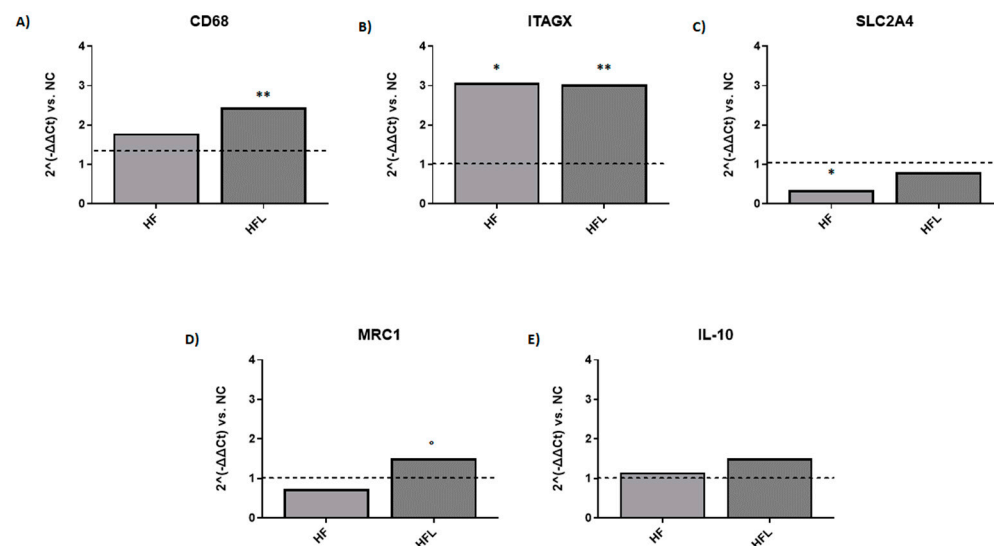 A)
CD68
2^(-ΔΔCt) vs. NC
4
3
2
1
0
**
HF
HFL
B)
ITAGX
2^(-ΔΔCt) vs. NC
4
3
2
1
0
*
**
HF
HFL
C)
SLC2A4
2^(-ΔΔCt) vs. NC
4
3
2
1
0
*
HF
HFL
D)
MRC1
2^(-ΔΔCt) vs. NC
4
3
2
1
0
°
HF
HFL
E)
IL-10
2^(-ΔΔCt) vs. NC
4
3
2
1
0
HF
HFL